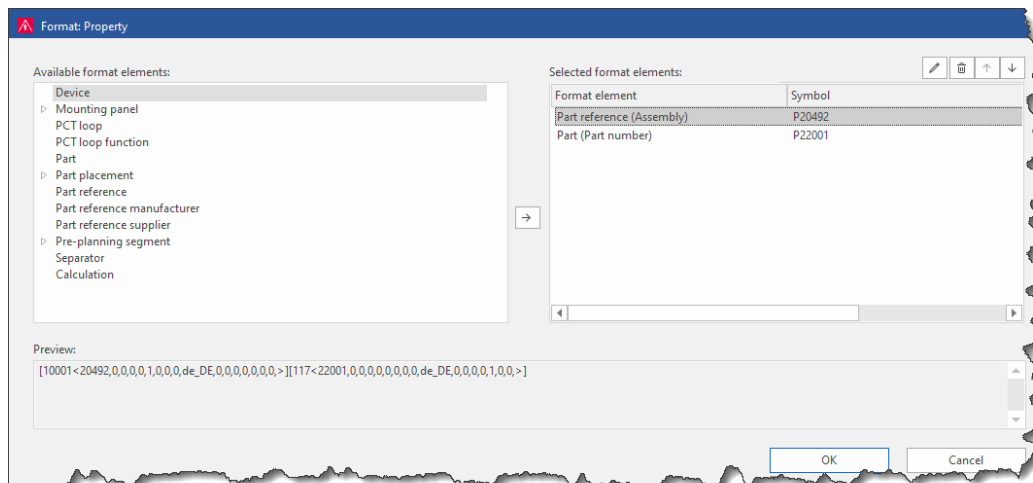 Format: Property
Available format elements:
Device
Mounting panel
PCT loop
PCT loop function
Part
Part placement
Part reference
Part reference manufacturer
Part reference supplier
Pre-planning segment
Separator
Calculation
Selected format elements:
Format element Symbol
Part reference (Assembly) P20492
Part (Part number) P22001
Preview:
[10001<20492,0,0,0,0,1,0,0,0,de_DE,0,0,0,0,0,0,0,>][117<22001,0,0,0,0,0,0,0,0,de_DE,0,0,0,0,1,0,0,>]
OK Cancel